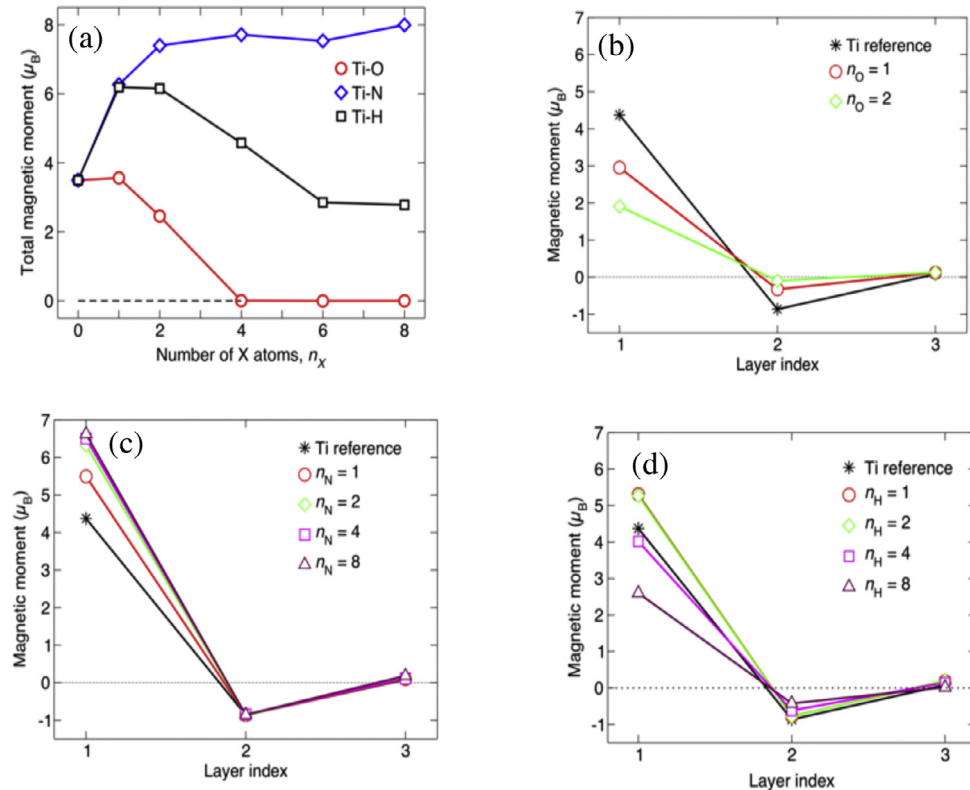 (a)
Total magnetic moment (μB)
8
6
4
2
0
Ti-O
Ti-N
Ti-H
0 2 4 6 8
Number of X atoms, nX
(b)
Magnetic moment (μB)
7
6
5
4
3
2
1
0
-1
Ti reference
nO = 1
nO = 2
1 2 3
Layer index
(c)
Magnetic moment (μB)
7
6
5
4
3
2
1
0
-1
Ti reference
nN = 1
nN = 2
nN = 4
nN = 8
1 2 3
Layer index
(d)
Magnetic moment (μB)
7
6
5
4
3
2
1
0
-1
Ti reference
nH = 1
nH = 2
nH = 4
nH = 8
1 2 3
Layer index